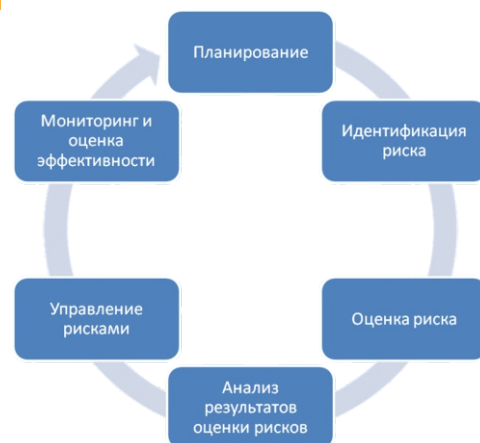 Планирование
Идентификация
риска
Оценка риска
Анализ
результатов
оценки рисков
Управление
рисками
Мониторинг и
оценка
эффективности